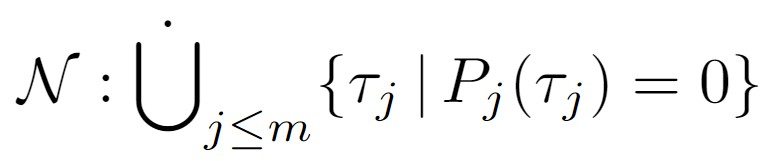 𝒩 : ⋃̇_{j≤m} {τ_j | P_j(τ_j) = 0}